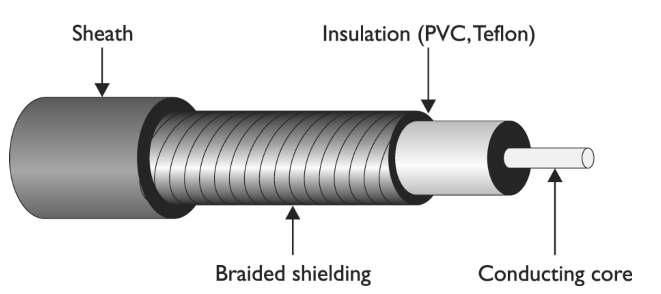 Sheath
Insulation (PVC, Teflon)
Braided shielding
Conducting core